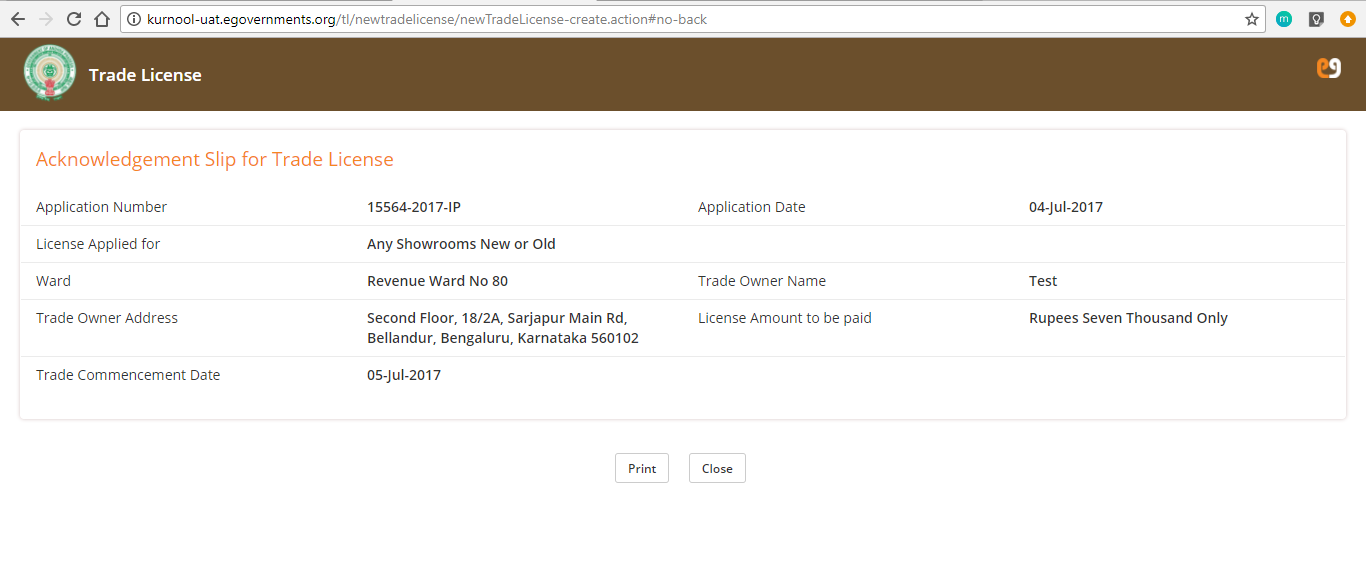 kurnool-uat.egovernments.org/tl/newtradelicense/newTradeLicense-create.action#no-back
m
Trade License
Acknowledgement Slip for Trade License
Application Number 15564-2017-IP Application Date 04-Jul-2017
License Applied for Any Showrooms New or Old
Ward Revenue Ward No 80 Trade Owner Name Test
Trade Owner Address Second Floor, 18/2A, Sarjapur Main Rd, License Amount to be paid Rupees Seven Thousand Only
Bellandur, Bengaluru, Karnataka 560102
Trade Commencement Date 05-Jul-2017
Print Close